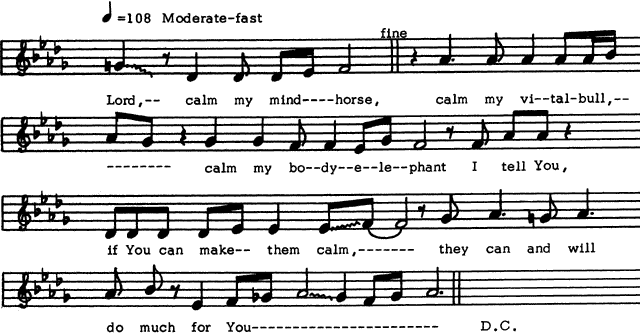 ♩=108 Moderate-fast
fine
Lord,-- calm my mind----horse, calm my vi--tal-bull,--
-------- calm my bo--dy--e--le--phant I tell You,
if You can make-- them calm,------- they can and will
do much for You------------------------ D.C.